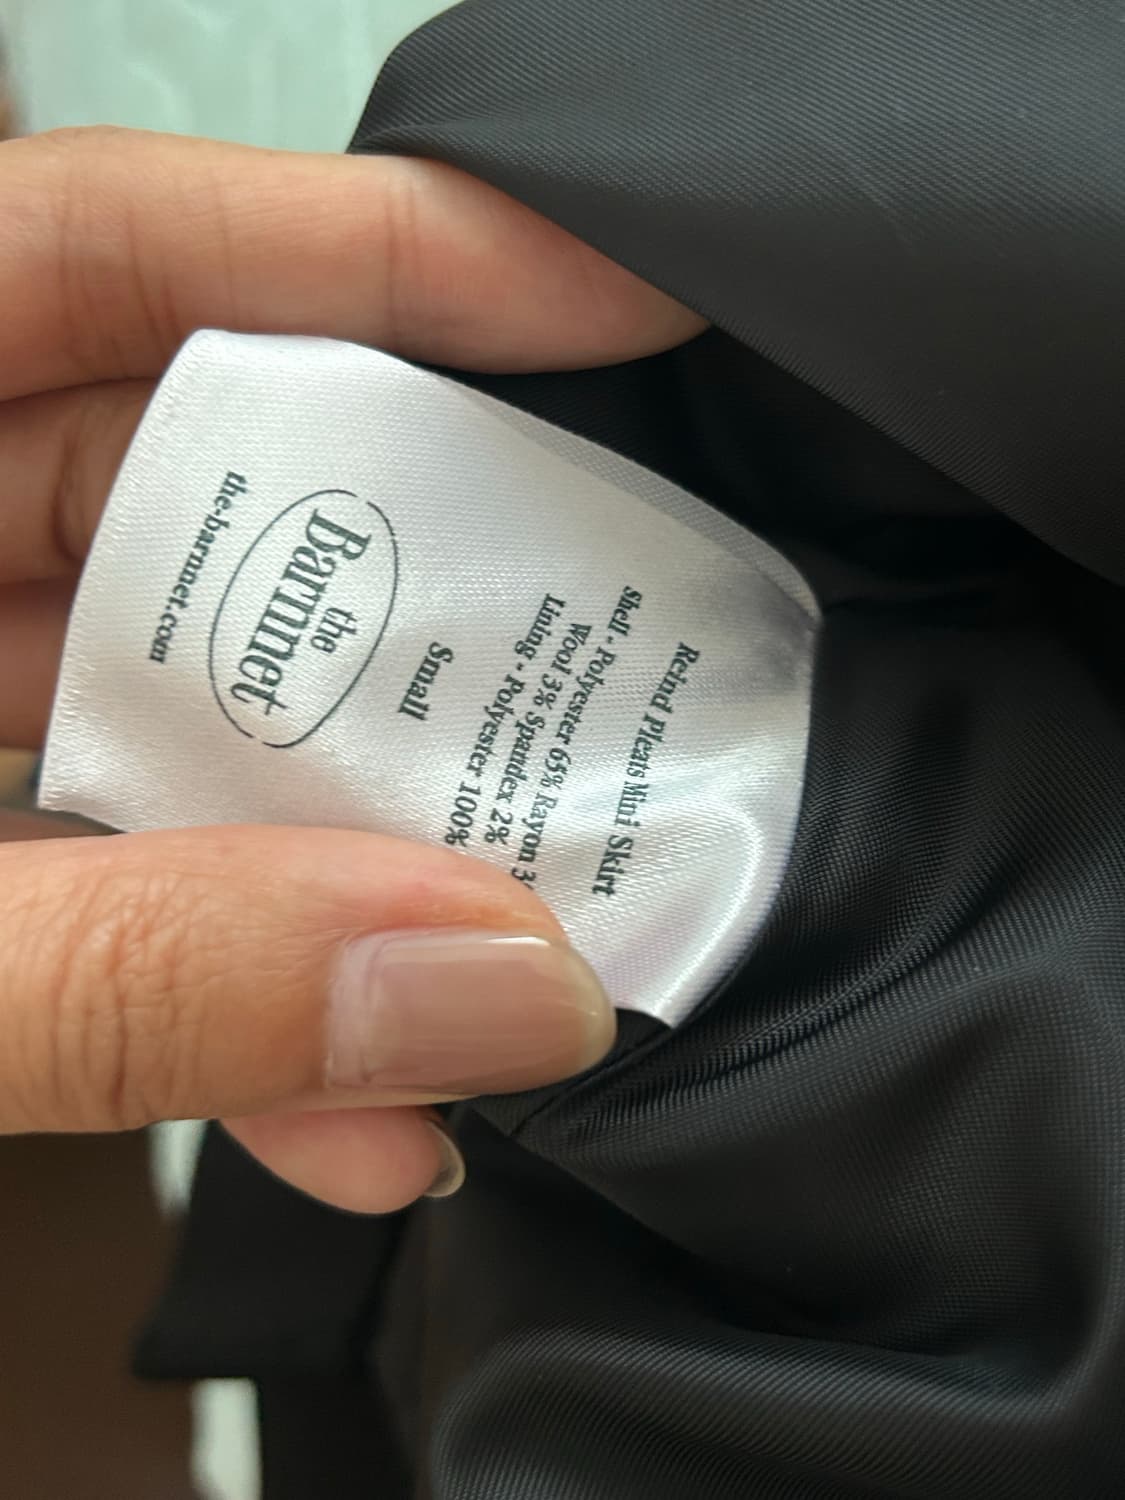 Reind Pleats Mini Skirt
Shell - Polyester 65% Rayon 3
Wool 3% Spandex 2%
Lining - Polyester 100%
Small
the
Barnnet
the-barnnet.com